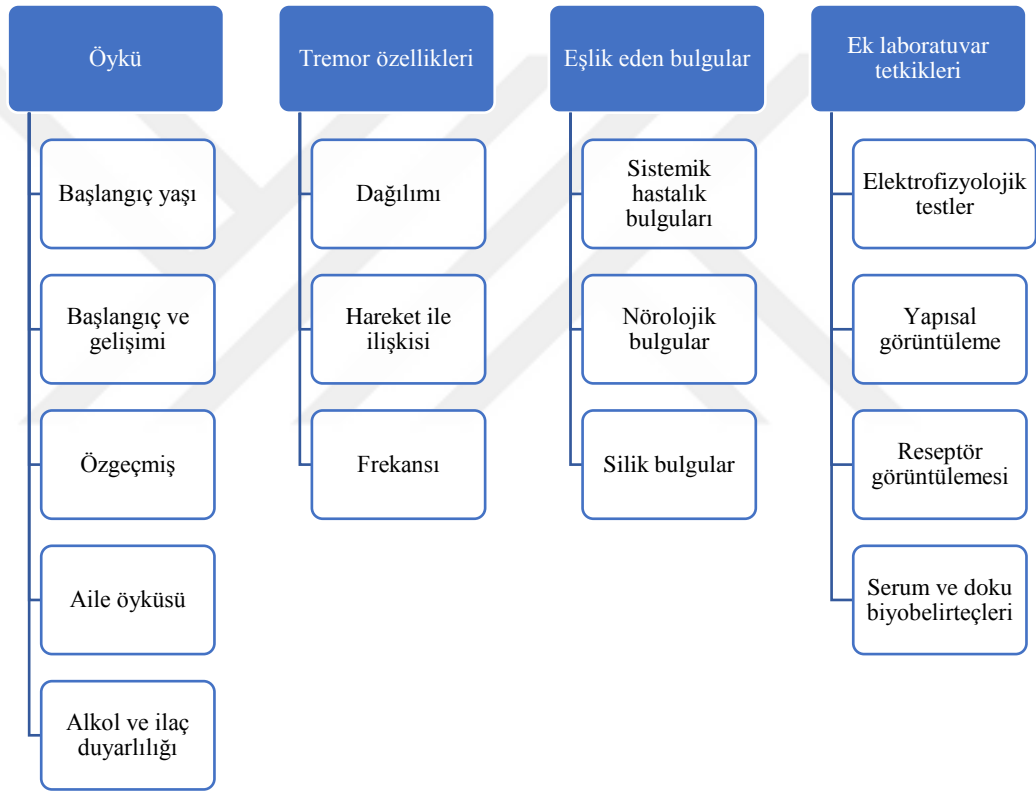 Öykü
Başlangıç yaşı
Başlangıç ve
gelişimi
Özgeçmiş
Aile öyküsü
Alkol ve ilaç
duyarlılığı
Tremor özellikleri
Dağılımı
Hareket ile
ilişkisi
Frekansı
Eşlik eden bulgular
Sistemik
hastalık
bulguları
Nörolojik
bulgular
Silik bulgular
Ek laboratuvar
tetkikleri
Elektrofizyolojik
testler
Yapısal
görüntüleme
Reseptör
görüntülemesi
Serum ve doku
biyobelirteçleri